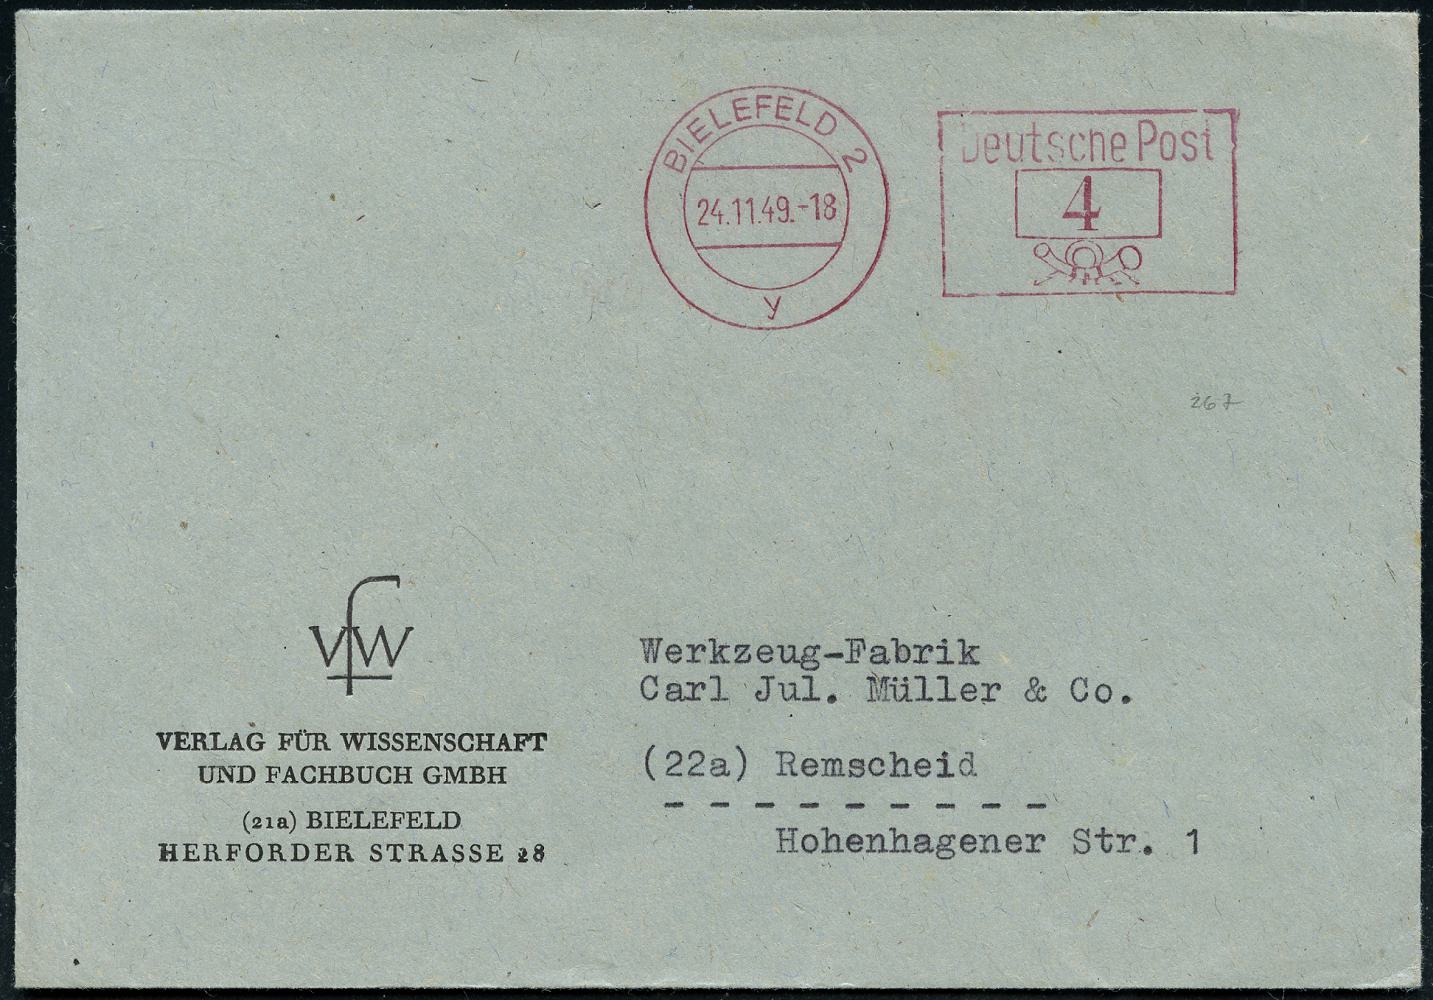 BIELEFELD 2
24.11.49.-18
y
Deutsche Post
4
267
VfW
VERLAG FÜR WISSENSCHAFT
UND FACHBUCH GMBH
(21a) BIELEFELD
HERFORDER STRASSE 28
Werkzeug-Fabrik
Carl Jul. Müller & Co.
(22a) Remscheid
- - - - - - - - -
Hohenhagener Str. 1